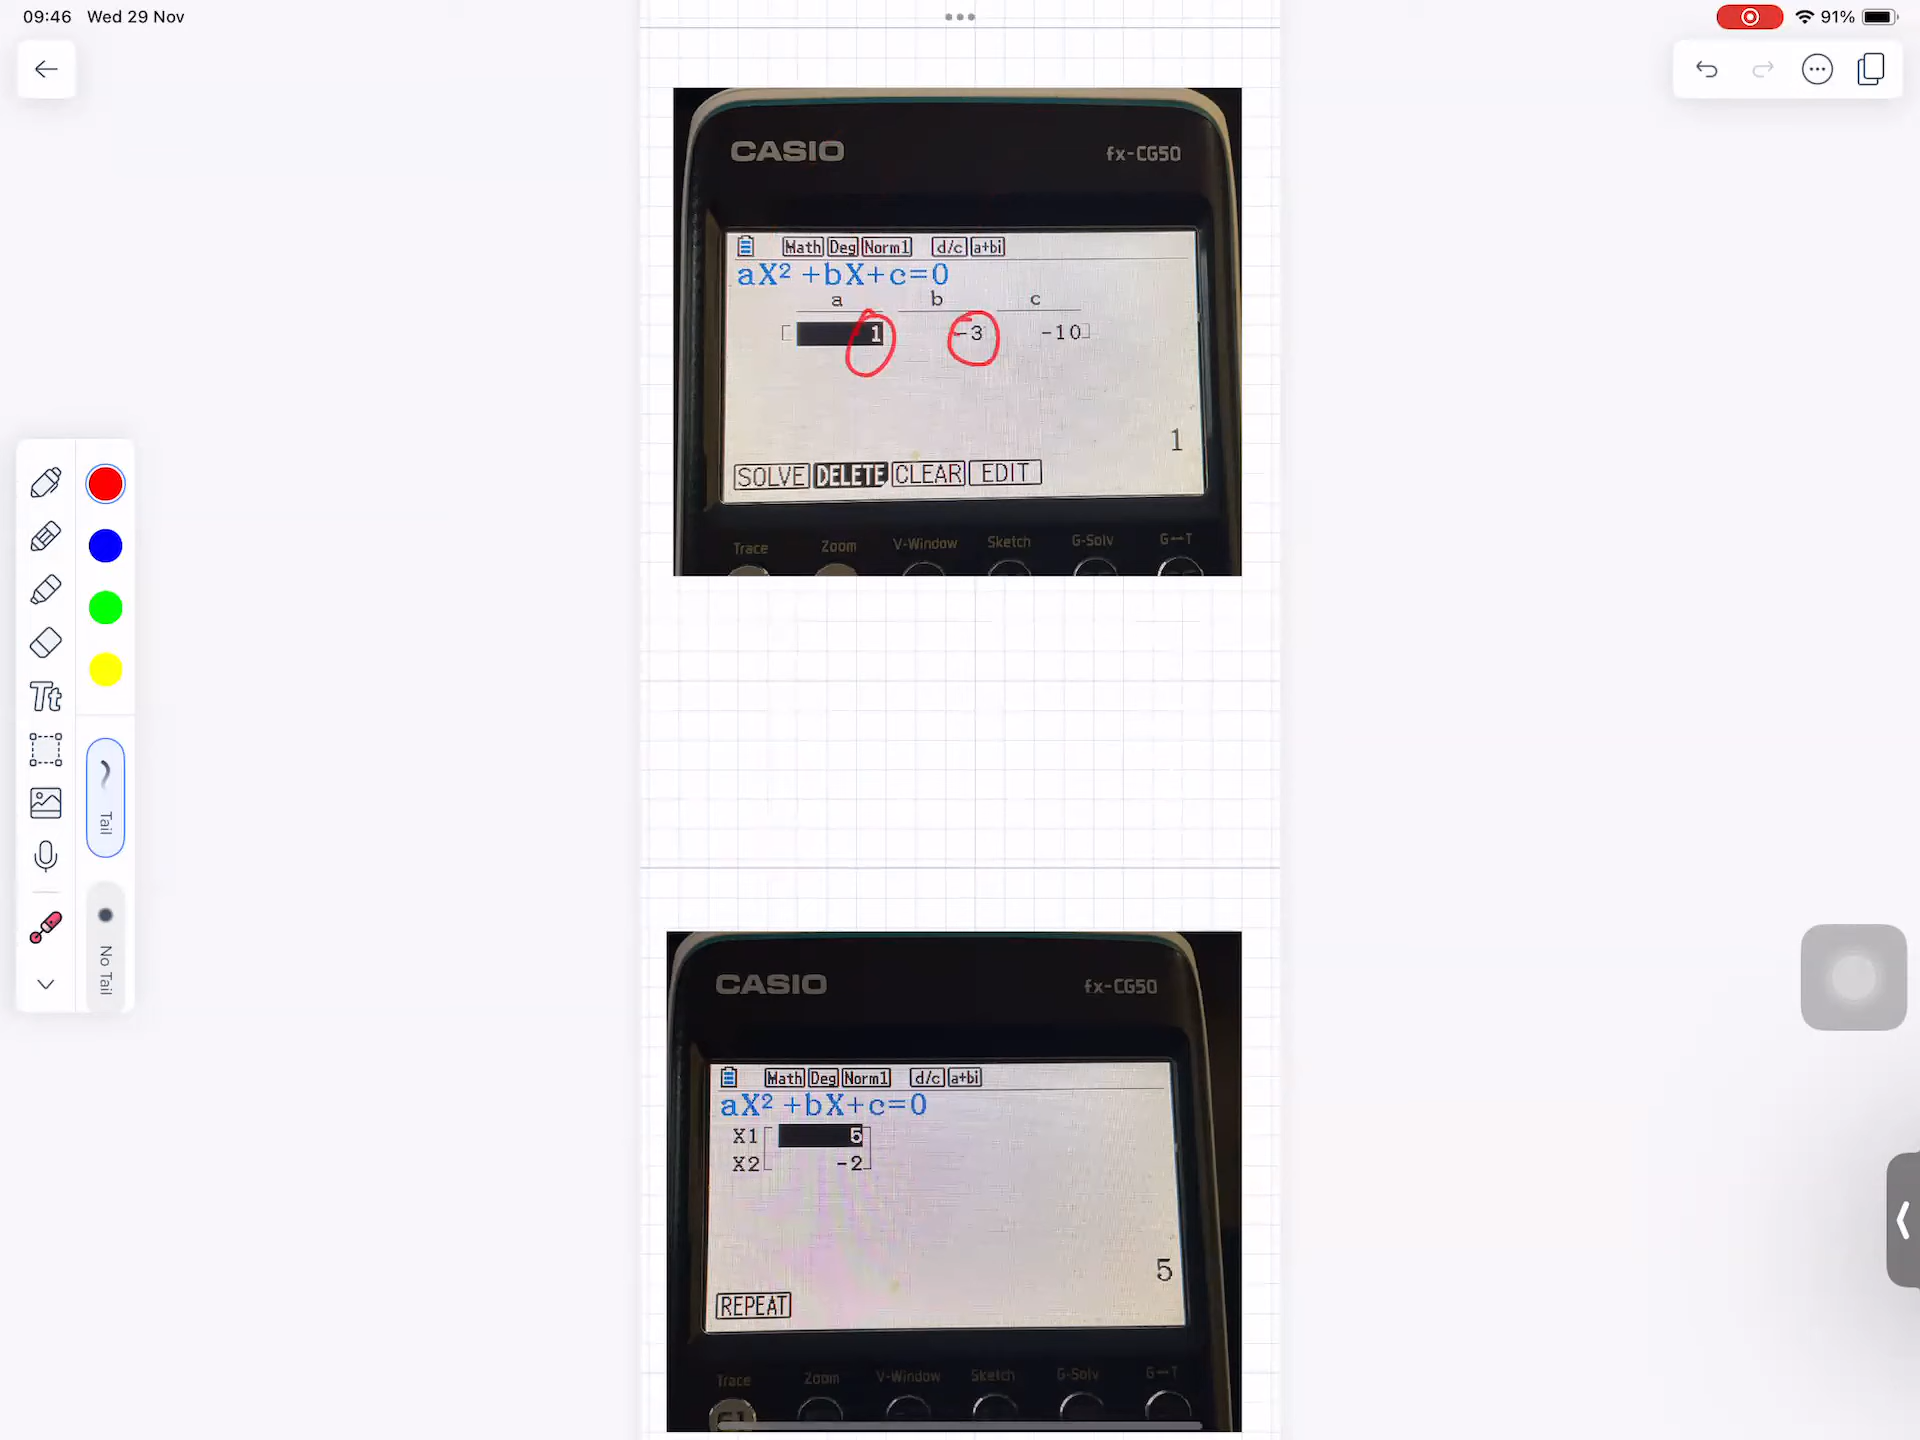 09:46 Wed 29 Nov
91%
CASIO
fx-CG50
Math Deg Norm1 d/c a+bi
aX² +bX+c=0
a b c
1 -3 -10
1
SOLVE DELETE CLEAR EDIT
Trace Zoom V-Window Sketch G-Solv G↔T
Tt
Tail
No Tail
CASIO
fx-CG50
Math Deg Norm1 d/c a+bi
aX² +bX+c=0
X1 5
X2 -2
5
REPEAT
Trace Zoom V-Window Sketch G-Solv G↔T